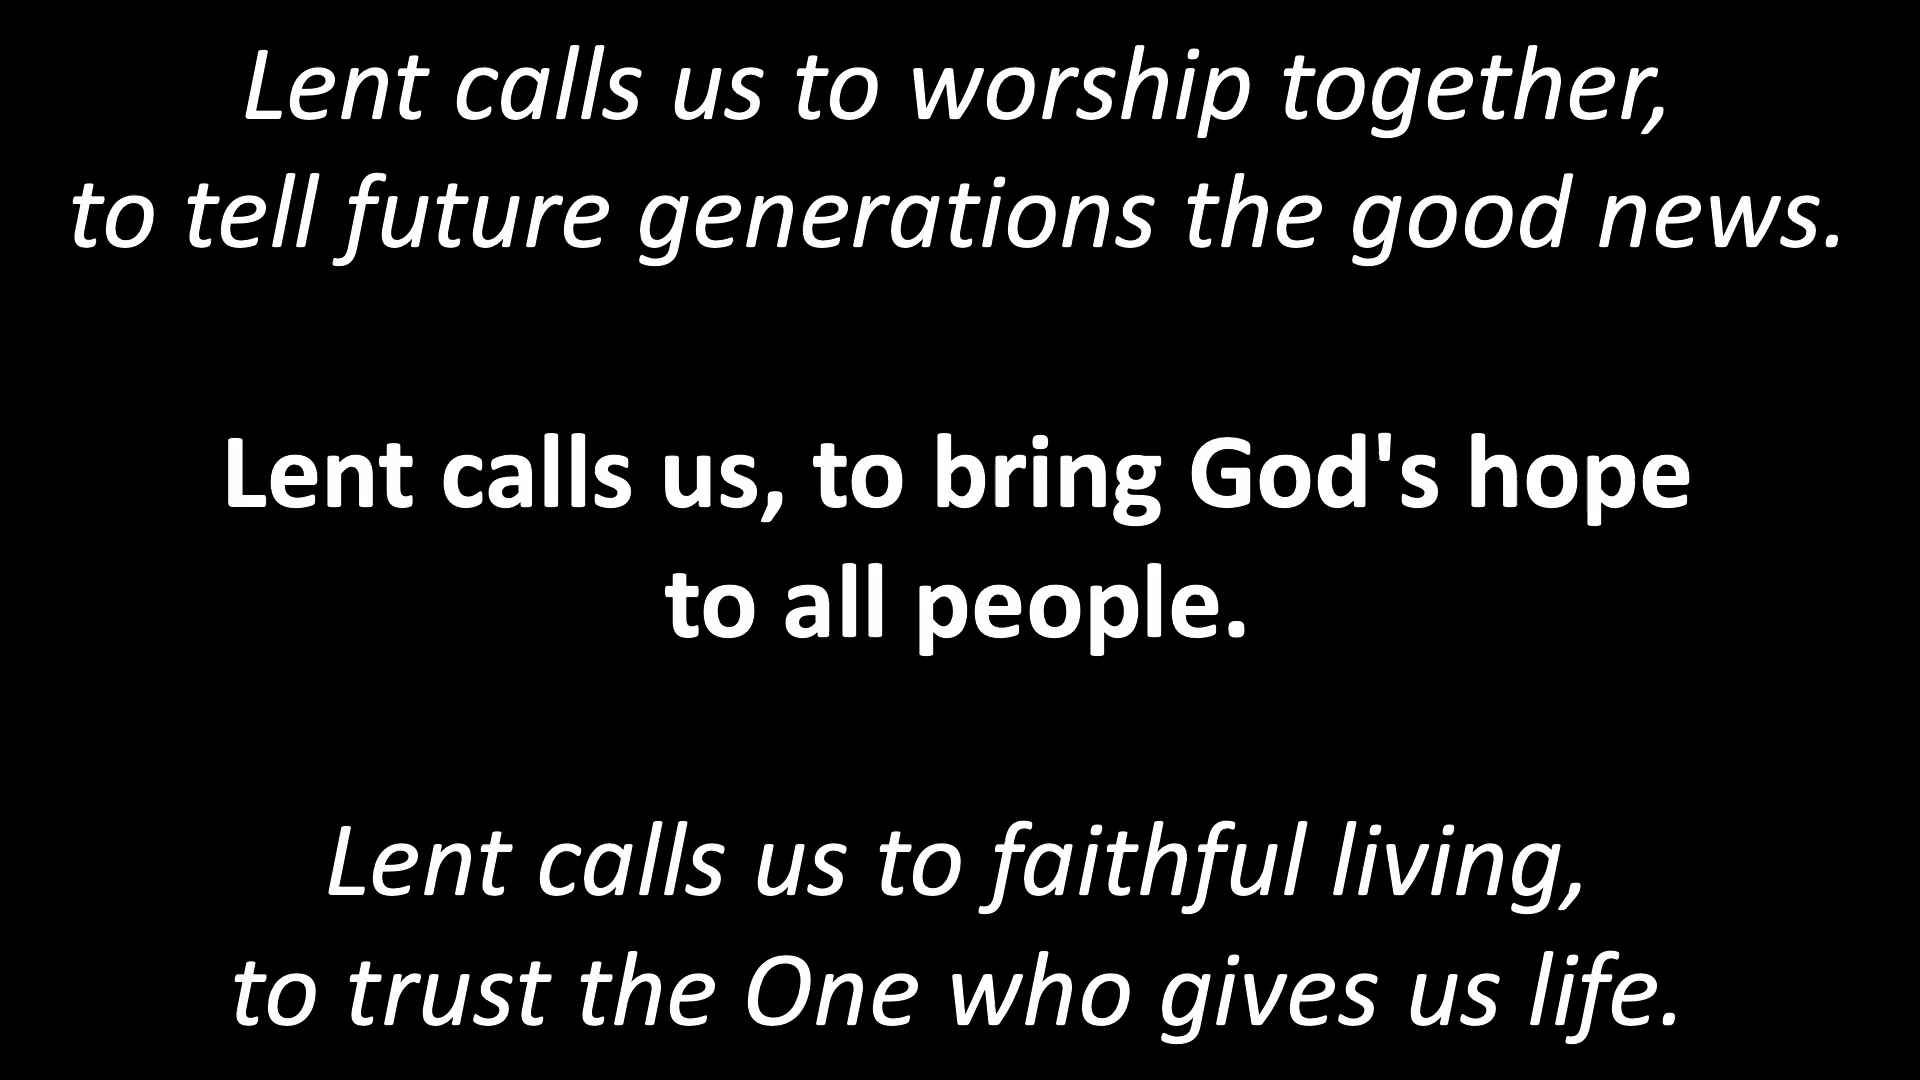 Lent calls us to worship together,
to tell future generations the good news.
Lent calls us, to bring God's hope
to all people.
Lent calls us to faithful living,
to trust the One who gives us life.